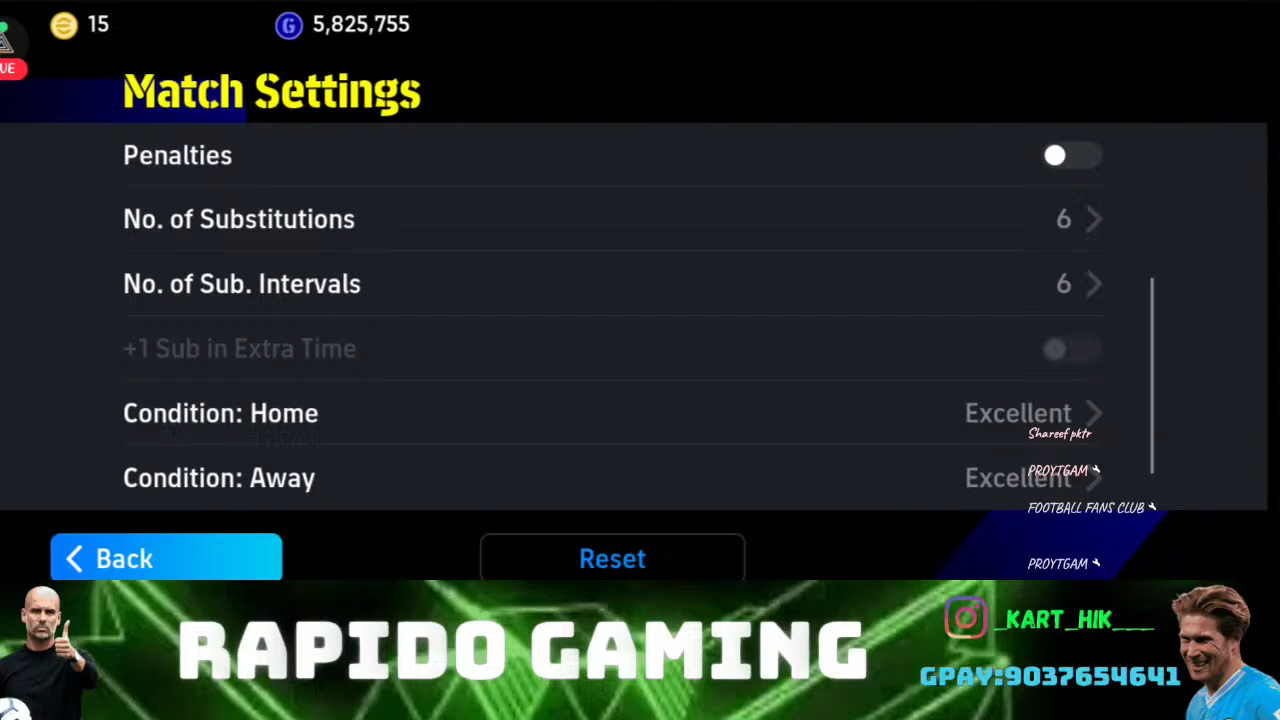 15
5,825,755
UE
Match Settings
Penalties
No. of Substitutions 6
No. of Sub. Intervals 6
+1 Sub in Extra Time
Condition: Home Excellent
Shareef pktr
Condition: Away Excellent
PROYTGAM
FOOTBALL FANS CLUB
PROYTGAM
Back
Reset
RAPIDO GAMING
_KART_HIK___
GPAY:9037654641